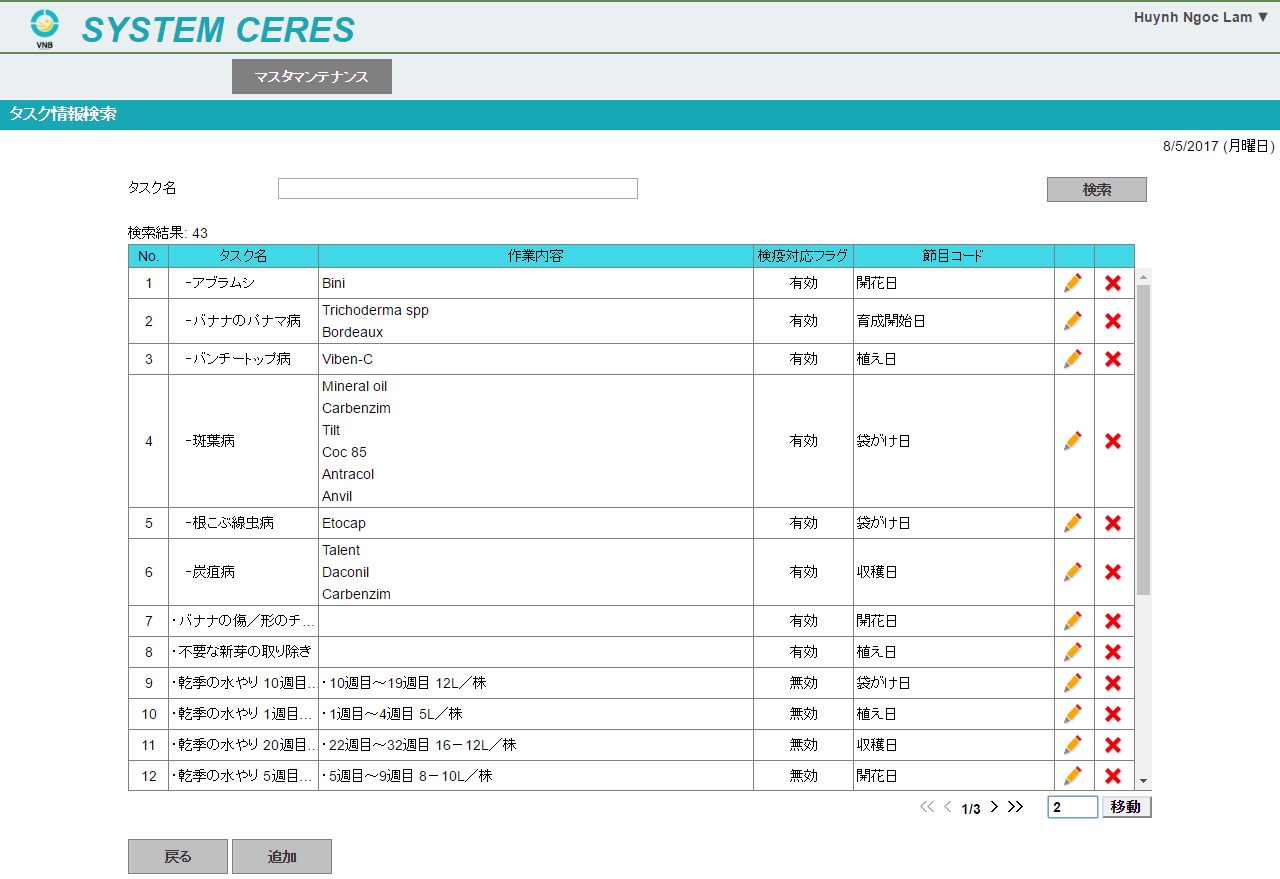 VNB
SYSTEM CERES
Huynh Ngoc Lam ▼
マスタマンテナンス
タスク情報検索
8/5/2017 (月曜日)
タスク名
検索
検索結果: 43
No. タスク名 作業内容 検疫対応フラグ 節目コード
1 -アブラムシ Bini 有効 開花日
2 -バナナのパナマ病 Trichoderma spp 有効 育成開始日
Bordeaux
3 -バンチートップ病 Viben-C 有効 植え日
Mineral oil
Carbenzim
Tilt
4 -斑葉病 有効 袋がけ日
Coc 85
Antracol
Anvil
5 -根こぶ線虫病 Etocap 有効 袋がけ日
Talent
6 -炭疽病 Daconil 有効 収穫日
Carbenzim
7 ・バナナの傷／形のチ... 有効 開花日
8 ・不要な新芽の取り除き 有効 植え日
9 ・乾季の水やり 10週目... ・10週目～19週目 12L／株 無効 袋がけ日
10 ・乾季の水やり 1週目... ・1週目～4週目 5L／株 無効 植え日
11 ・乾季の水やり 20週目... ・22週目～32週目 16－12L／株 無効 収穫日
12 ・乾季の水やり 5週目... ・5週目～9週目 8－10L／株 無効 開花日
1/3 2 移動
戻る 追加